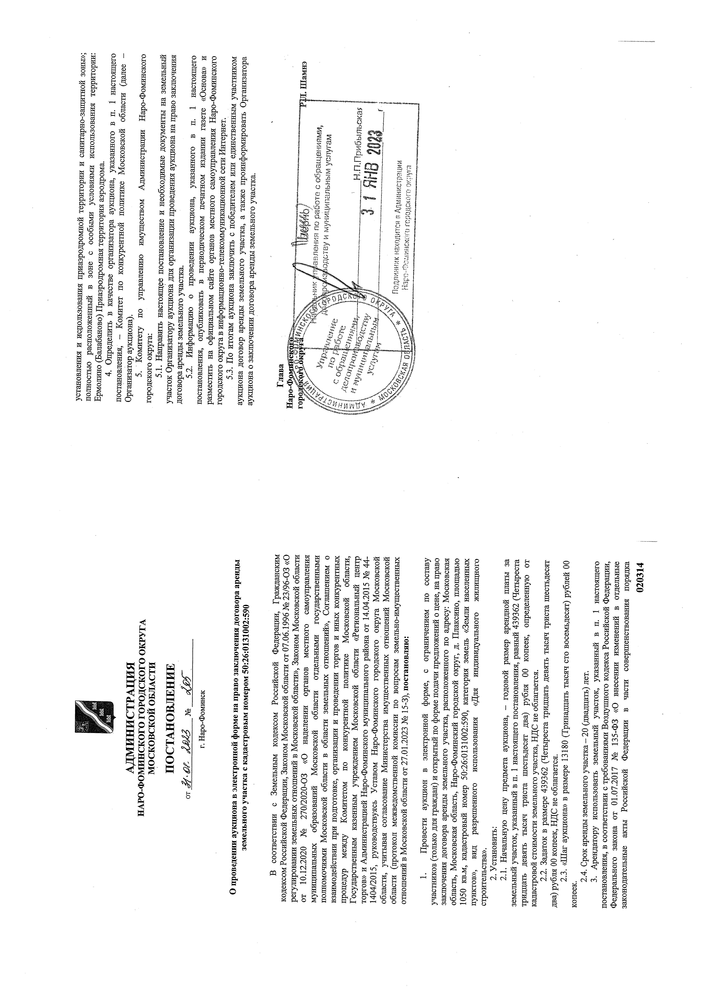 АДМИНИСТРАЦИЯ
НАРО-ФОМИНСКОГО ГОРОДСКОГО ОКРУГА
МОСКОВСКОЙ ОБЛАСТИ
ПОСТАНОВЛЕНИЕ
от 31.01.2023 № 205
г. Наро-Фоминск
О проведении аукциона в электронной форме на право заключения договора аренды
земельного участка с кадастровым номером 50:26:0131002:590
В соответствии с Земельным кодексом Российской Федерации, Гражданским
кодексом Российской Федерации, Законом Московской области от 07.06.1996 № 23/96-ОЗ «О
регулировании земельных отношений в Московской области», Законом Московской области
от 10.12.2020 № 270/2020-ОЗ «О наделении органов местного самоуправления
муниципальных образований Московской области отдельными государственными
полномочиями Московской области в области земельных отношений», Соглашением о
взаимодействии при подготовке, организации и проведении торгов и иных конкурентных
процедур между Комитетом по конкурентной политике Московской области,
Государственным казенным учреждением Московской области «Региональный центр
торгов» и Администрацией Наро-Фоминского муниципального района от 14.04.2015 № 44-
1404/2015, руководствуясь Уставом Наро-Фоминского городского округа Московской
области, учитывая согласование Министерства имущественных отношений Московской
области (протокол межведомственной комиссии по вопросам земельно-имущественных
отношений в Московской области от 27.01.2023 № 15-З), постановляю:
1. Провести аукцион в электронной форме, с ограничением по составу
участников (только для граждан) и открытый по форме подачи предложений о цене, на право
заключения договора аренды земельного участка, расположенного по адресу: Московская
область, Московская область, Наро-Фоминский городской округ, д. Плаксино, площадью
1050 кв.м, кадастровый номер 50:26:0131002:590, категория земель «Земли населенных
пунктов», вид разрешенного использования «Для индивидуального жилищного
строительства».
2. Установить:
2.1. Начальную цену предмета аукциона, – годовой размер арендной платы за
земельный участок, указанный в п. 1 настоящего постановления, равный 439362 (Четыреста
тридцать девять тысяч триста шестьдесят два) рубля 00 копеек, определенную от
кадастровой стоимости земельного участка, НДС не облагается.
2.2. Задаток в размере 439362 (Четыреста тридцать девять тысяч триста шестьдесят
два) рубля 00 копеек, НДС не облагается.
2.3. «Шаг аукциона» в размере 13180 (Тринадцать тысяч сто восемьдесят) рублей 00
копеек.
2.4. Срок аренды земельного участка – 20 (двадцать) лет.
3. Арендатору использовать земельный участок, указанный в п. 1 настоящего
постановления, в соответствии с требованиями Воздушного кодекса Российской Федерации,
Федерального закона от 01.07.2017 № 135-ФЗ «О внесении изменений в отдельные
законодательные акты Российской Федерации в части совершенствования порядка
020314
установления и использования приаэродромной территории и санитарно-защитной зоны»;
полностью расположенный в зоне с особыми условиями использования территории:
Ермолино (Балабаново) Приаэродромная территория аэродрома.
4. Определить в качестве организатора аукциона, указанного в п. 1 настоящего
постановления, – Комитет по конкурентной политике Московской области (далее –
Организатор аукциона).
5. Комитету по управлению имуществом Администрации Наро-Фоминского
городского округа:
5.1. Направить настоящее постановление и необходимые документы на земельный
участок Организатору аукциона для организации проведения аукциона на право заключения
договора аренды земельного участка.
5.2. Информацию о проведении аукциона, указанного в п. 1 настоящего
постановления, опубликовать в периодическом печатном издании газете «Основа» и
разместить на официальном сайте органов местного самоуправления Наро-Фоминского
городского округа в информационно-телекоммуникационной сети Интернет.
5.3. По итогам аукциона заключить с победителем или единственным участником
аукциона договор аренды земельного участка, а также проинформировать Организатора
аукциона о заключении договора аренды земельного участка.
Глава
Наро-Фоминского
городского округа Р.Л. Шамнэ
Верно
Начальник управления по работе с обращениями,
делопроизводству и муниципальным услугам
Н.П.Прибыльская
31 ЯНВ 2023 г
Подлинник находится в Администрации
Наро-Фоминского городского округа
АДМИНИСТРАЦИЯ НАРО-ФОМИНСКОГО ГОРОДСКОГО ОКРУГА * МОСКОВСКАЯ ОБЛАСТЬ *
Управление
по работе
с обращениями,
делопроизводству
и муниципальным
услугам